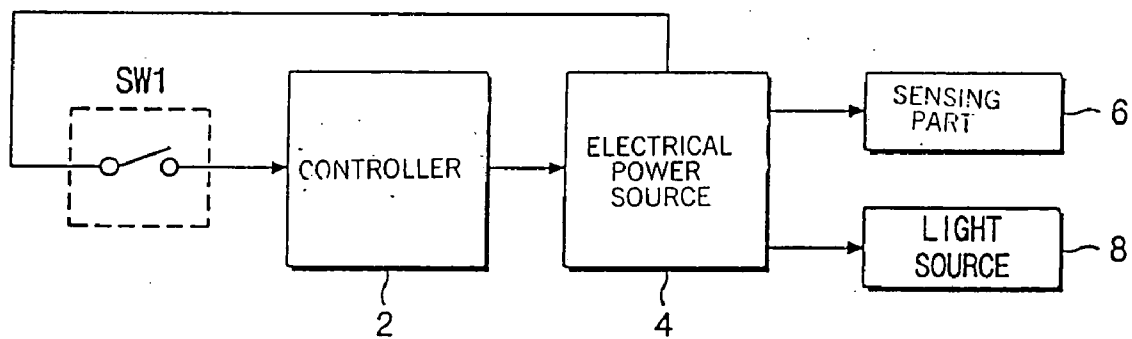 SW1
CONTROLLER
2
ELECTRICAL
POWER
SOURCE
4
SENSING
PART
6
LIGHT
SOURCE
8